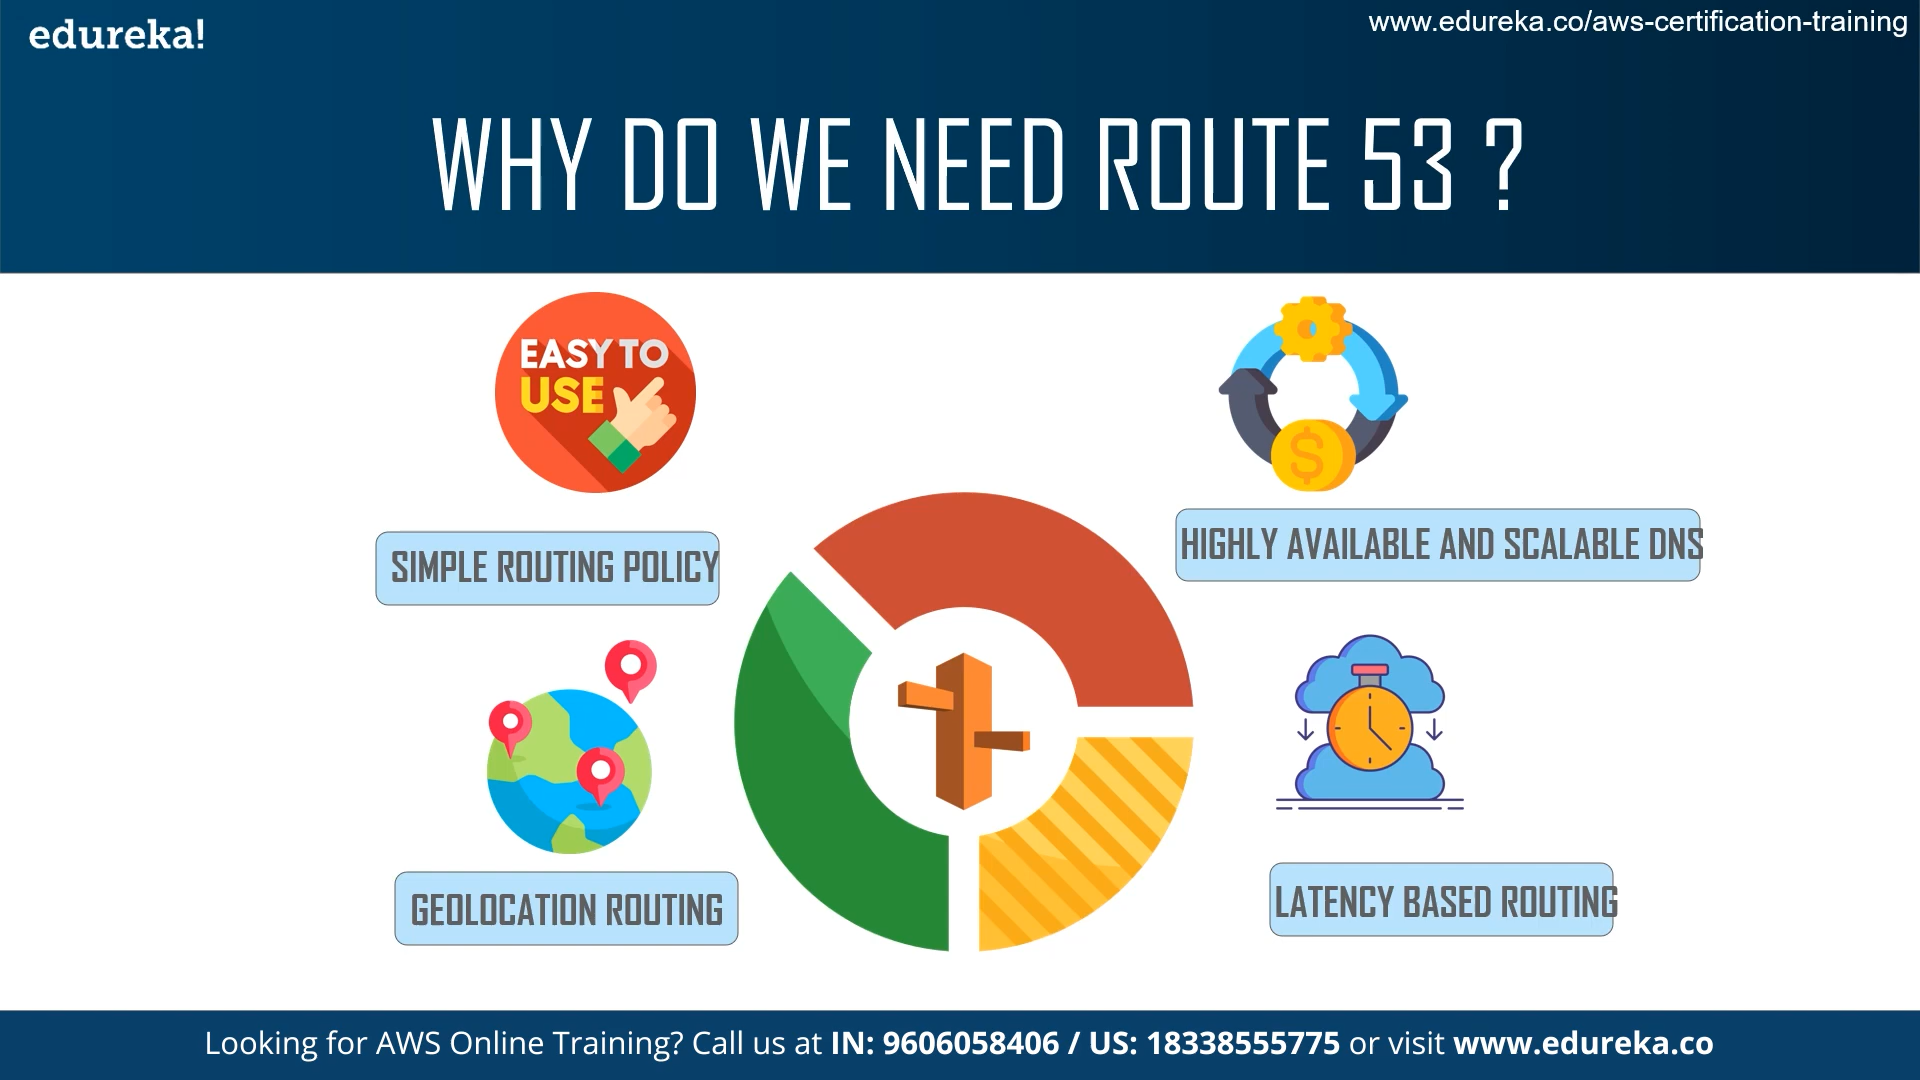 edureka!
www.edureka.co/aws-certification-training
WHY DO WE NEED ROUTE 53 ?
EASY TO
USE
$
SIMPLE ROUTING POLICY
HIGHLY AVAILABLE AND SCALABLE DNS
GEOLOCATION ROUTING
LATENCY BASED ROUTING
Looking for AWS Online Training? Call us at IN: 9606058406 / US: 18338555775 or visit www.edureka.co